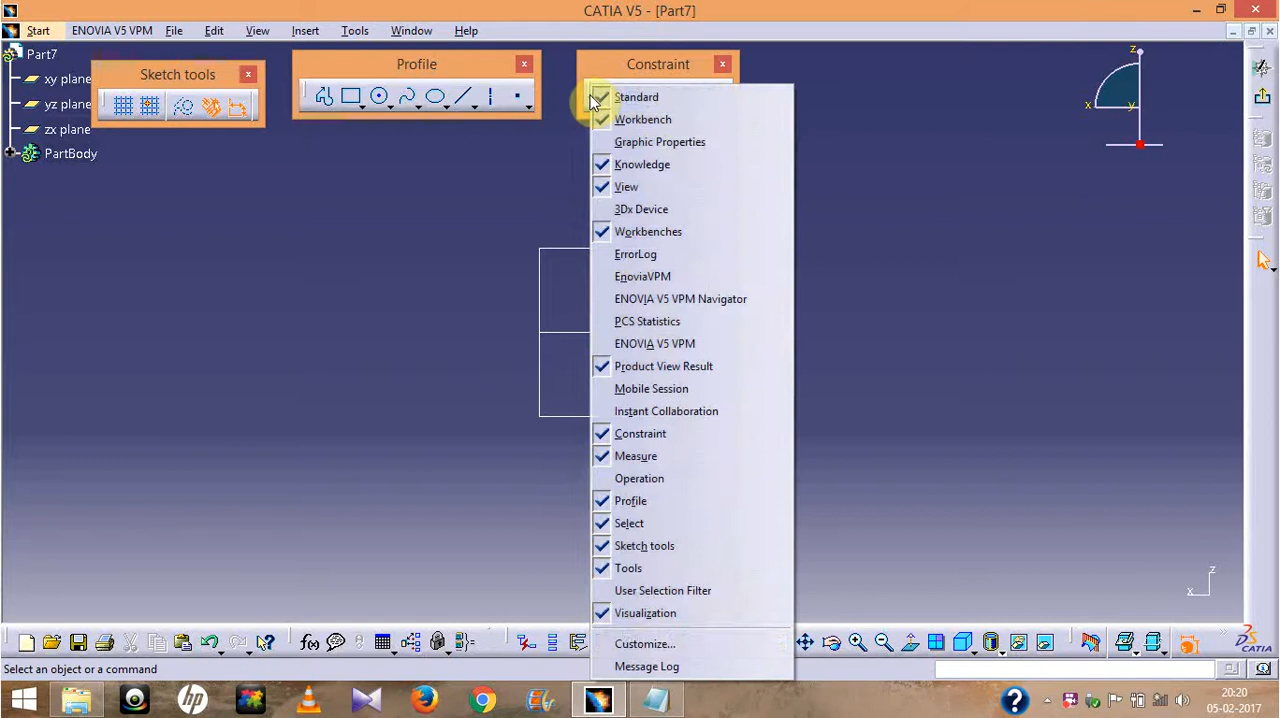 CATIA V5 - [Part7]
Start ENOVIA V5 VPM File Edit View Insert Tools Window Help
Part7
xy plane
yz plane
zx plane
PartBody
Sketch tools
Profile
Constraint
z
x
y
Standard
Workbench
Graphic Properties
Knowledge
View
3Dx Device
Workbenches
ErrorLog
EnoviaVPM
ENOVIA V5 VPM Navigator
PCS Statistics
ENOVIA V5 VPM
Product View Result
Mobile Session
Instant Collaboration
Constraint
Measure
Operation
Profile
Select
Sketch tools
Tools
User Selection Filter
Visualization
Customize...
Message Log
z
x
f(x)
CATIA
Select an object or a command
hp
20:20
05-02-2017